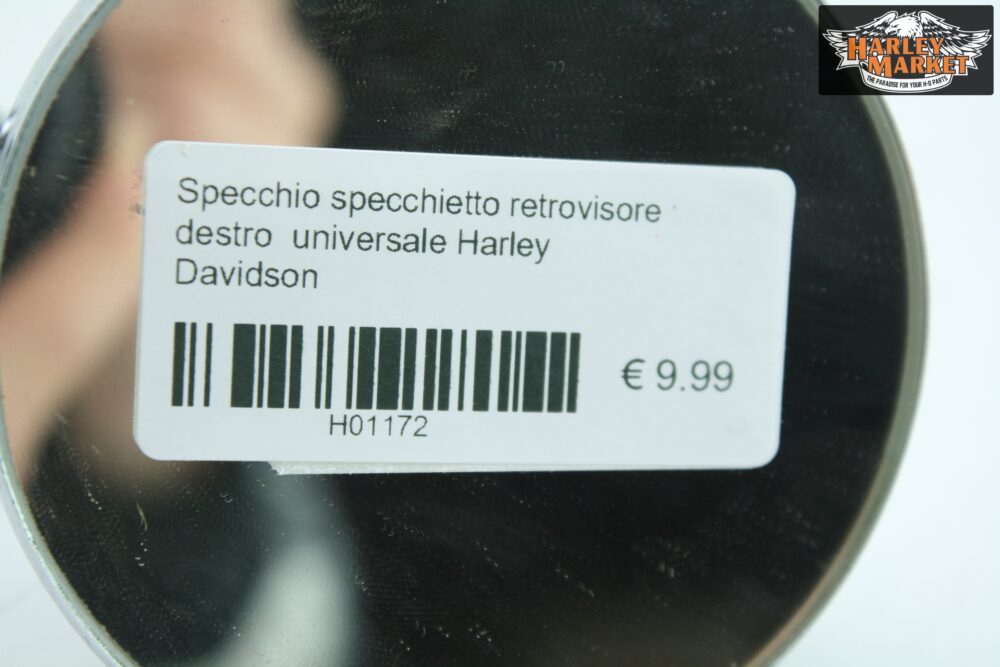 HARLEY
MARKET
THE PARADISE FOR YOUR H-D PARTS
Specchio specchietto retrovisore
destro  universale Harley
Davidson
€ 9.99
H01172